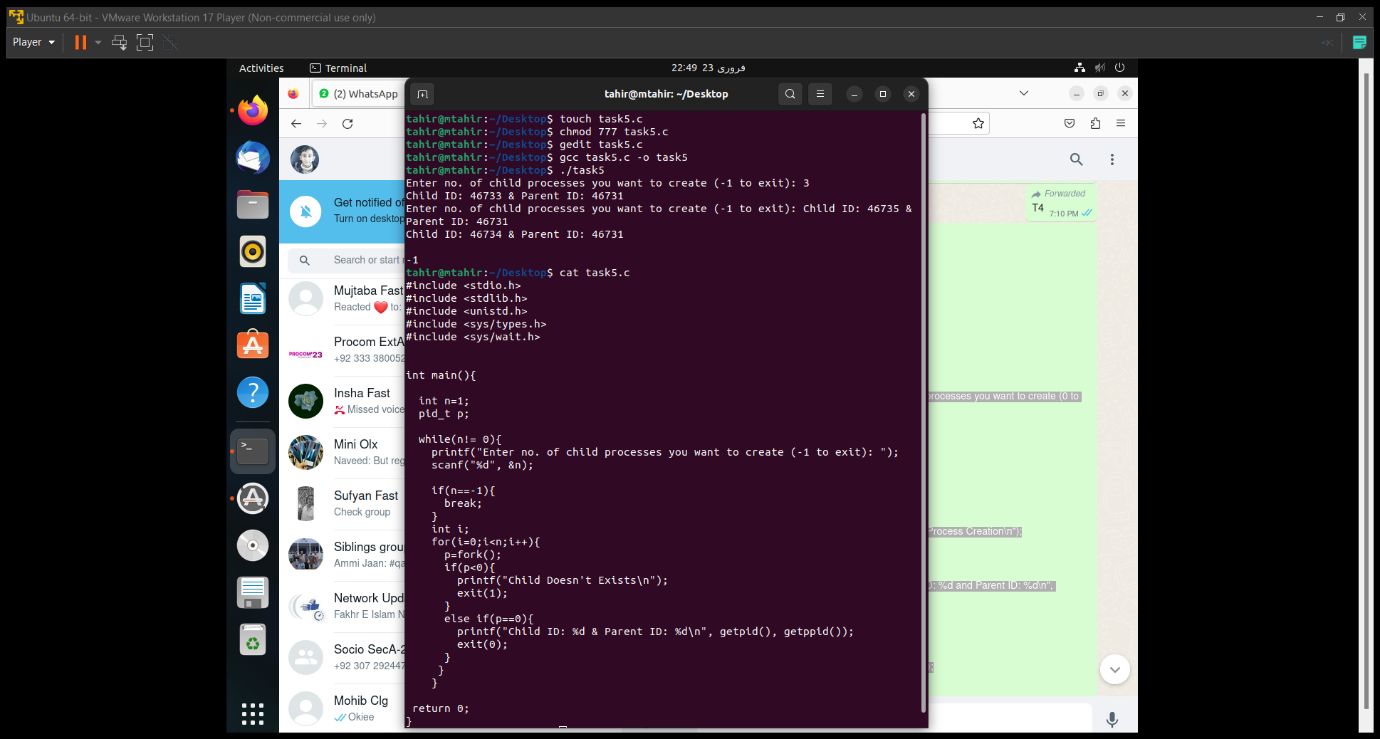 Ubuntu 64-bit - VMware Workstation 17 Player (Non-commercial use only)
Player
Activities
Terminal
22:49 23 فروری
(2) WhatsApp
tahir@mtahir: ~/Desktop
tahir@mtahir:~/Desktop$ touch task5.c
tahir@mtahir:~/Desktop$ chmod 777 task5.c
tahir@mtahir:~/Desktop$ gedit task5.c
tahir@mtahir:~/Desktop$ gcc task5.c -o task5
tahir@mtahir:~/Desktop$ ./task5
Enter no. of child processes you want to create (-1 to exit): 3
Child ID: 46733 & Parent ID: 46731
Enter no. of child processes you want to create (-1 to exit): Child ID: 46735 &
Parent ID: 46731
Child ID: 46734 & Parent ID: 46731
-1
tahir@mtahir:~/Desktop$ cat task5.c
#include <stdio.h>
#include <stdlib.h>
#include <unistd.h>
#include <sys/types.h>
#include <sys/wait.h>
int main(){
int n=1;
pid_t p;
while(n!= 0){
printf("Enter no. of child processes you want to create (-1 to exit): ");
scanf("%d", &n);
if(n==-1){
break;
}
int i;
for(i=0;i<n;i++){
p=fork();
if(p<0){
printf("Child Doesn't Exists\n");
exit(1);
}
else if(p==0){
printf("Child ID: %d & Parent ID: %d\n", getpid(), getppid());
exit(0);
}
}
}
return 0;
}
Get notified of
Turn on desktop
Search or start
Mujtaba Fast
Reacted ❤️ to:
Procom ExtA
PROCOM'23
+92 333 380052
Insha Fast
Missed voice
Mini Olx
Naveed: But reg
Sufyan Fast
Check group
Siblings grou
Ammi Jaan: #qa
Network Upd
Fakhr E Islam N
Socio SecA-2
+92 307 292447
Mohib Clg
Okiee
Forwarded
T4
7:10 PM
processes you want to create (0 to
Process Creation\n");
D: %d and Parent ID: %d\n",